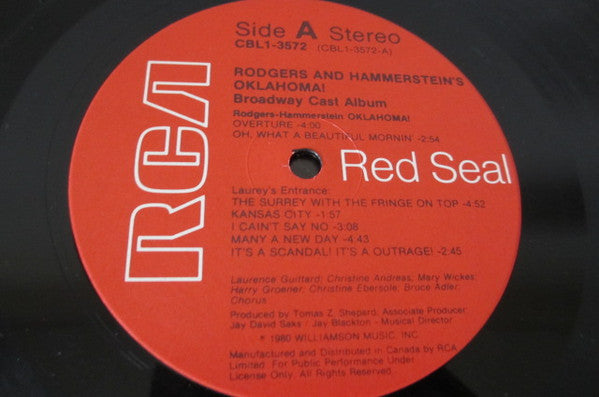 RCA
Side A Stereo
CBL1-3572 (CBL1-3572-A)
RODGERS AND HAMMERSTEIN'S
OKLAHOMA!
Broadway Cast Album
Rodgers-Hammerstein OKLAHOMA!
OVERTURE -4:00
OH, WHAT A BEAUTIFUL MORNIN' -2:54
Red Seal
Laurey's Entrance:
THE SURREY WITH THE FRINGE ON TOP -4:52
KANSAS CITY -1:57
I CAIN'T SAY NO -3:08
MANY A NEW DAY -4:43
IT'S A SCANDAL! IT'S A OUTRAGE! -2:45
Laurence Guittard; Christine Andreas; Mary Wickes;
Harry Groener; Christine Ebersole; Bruce Adler;
Chorus
Produced by Tomas Z. Shepard; Associate Producer:
Jay David Saks / Jay Blackton - Musical Director
℗ 1980 WILLIAMSON MUSIC, INC.
Manufactured and Distributed in Canada by RCA
Limited. For Public Performance Under
License Only. All Rights Reserved.